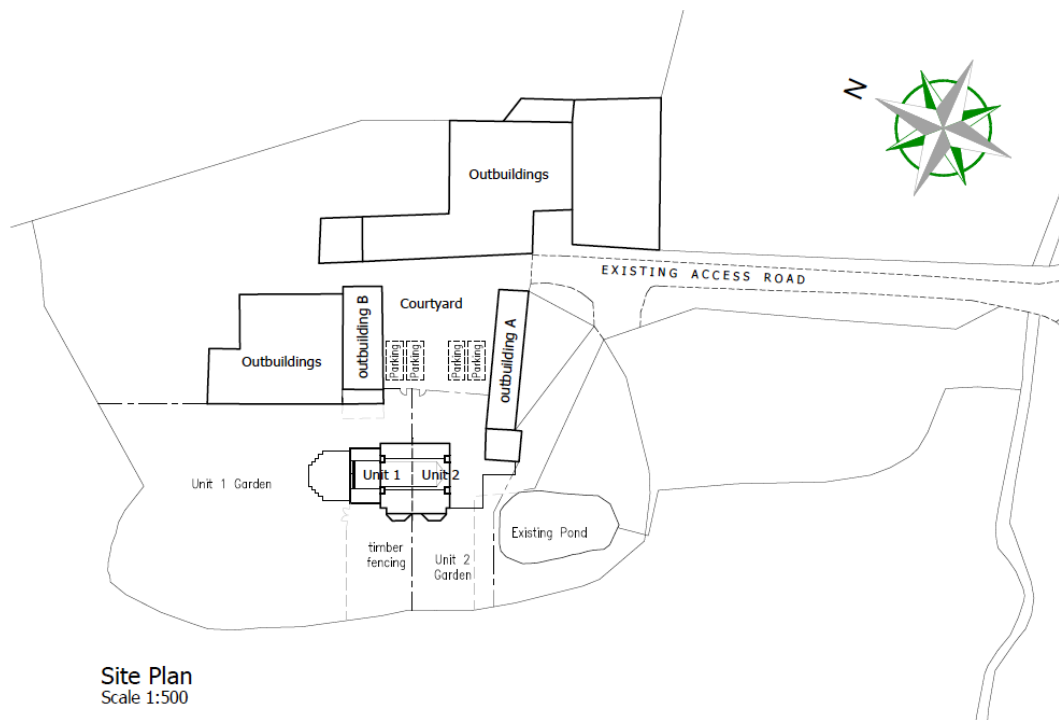 N
Outbuildings
EXISTING ACCESS ROAD
Courtyard
outbuilding B
outbuilding A
Outbuildings
Parking
Parking
Parking
Parking
Unit 1
Unit 2
Unit 1 Garden
Existing Pond
timber
fencing
Unit 2
Garden
Site Plan
Scale 1:500